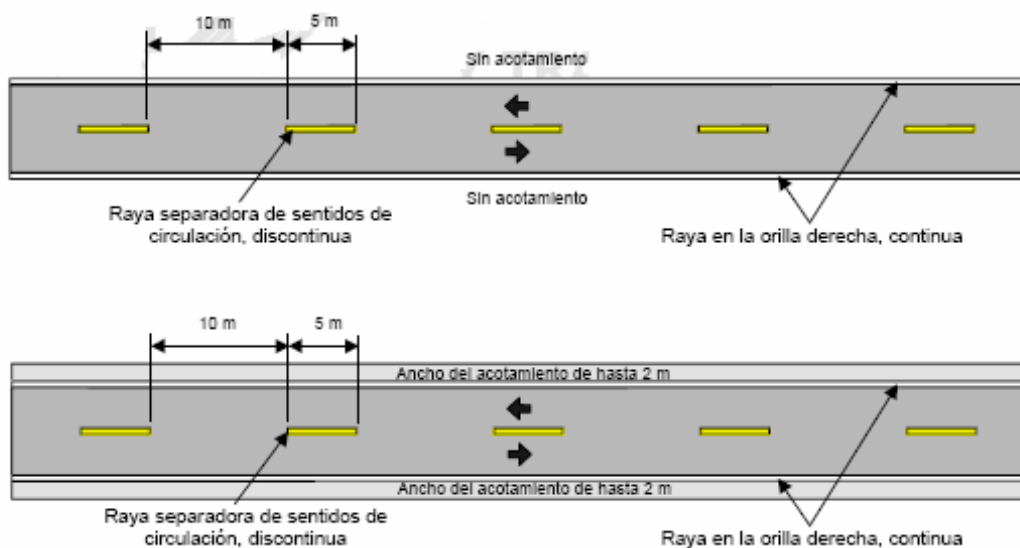 10 m
5 m
Sin acotamiento
Sin acotamiento
Raya separadora de sentidos de
circulación, discontinua
Raya en la orilla derecha, continua
10 m
5 m
Ancho del acotamiento de hasta 2 m
Ancho del acotamiento de hasta 2 m
Raya separadora de sentidos de
circulación, discontinua
Raya en la orilla derecha, continua